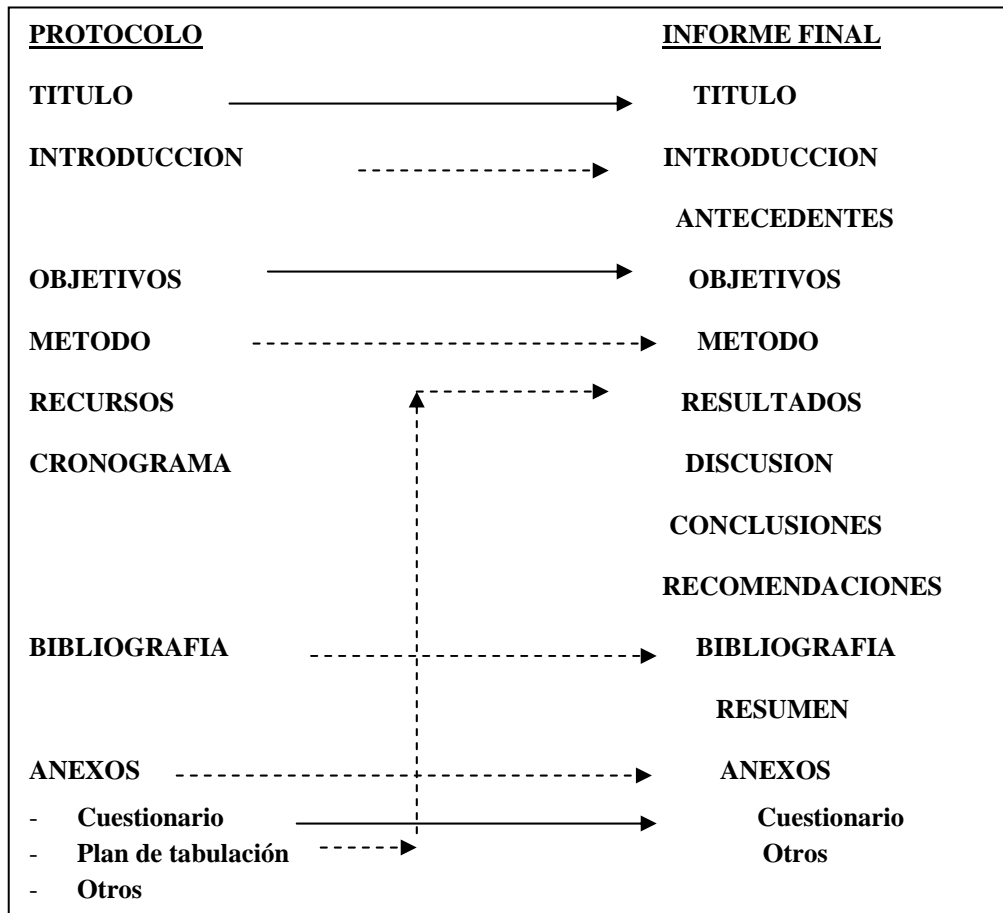 PROTOCOLO INFORME FINAL
TITULO TITULO
INTRODUCCION INTRODUCCION
ANTECEDENTES
OBJETIVOS OBJETIVOS
METODO METODO
RECURSOS RESULTADOS
CRONOGRAMA DISCUSION
CONCLUSIONES
RECOMENDACIONES
BIBLIOGRAFIA BIBLIOGRAFIA
RESUMEN
ANEXOS ANEXOS
- Cuestionario Cuestionario
- Plan de tabulación Otros
- Otros